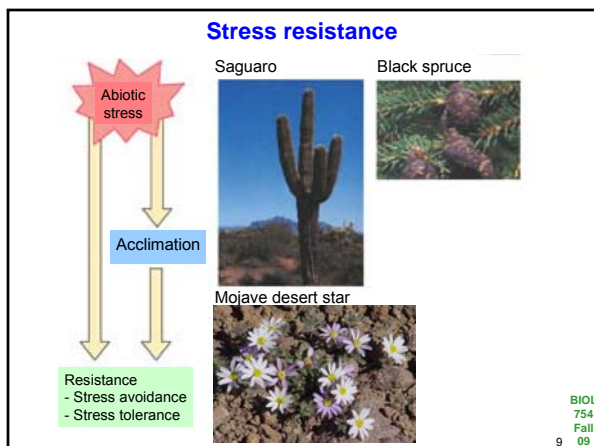 Stress resistance
Saguaro
Black spruce
Abiotic
stress
Acclimation
Mojave desert star
Resistance
- Stress avoidance
- Stress tolerance
BIOL
754
Fall
09
9